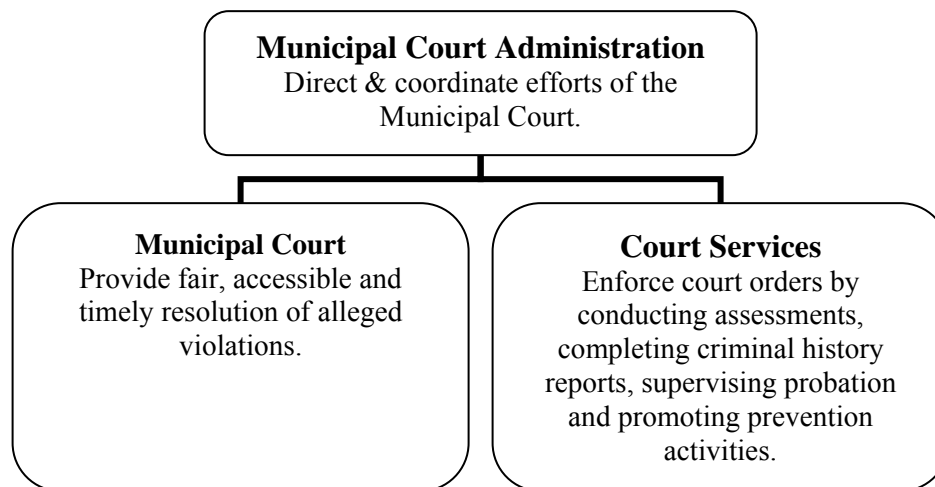 Municipal Court Administration
Direct & coordinate efforts of the
Municipal Court.
Municipal Court
Provide fair, accessible and
timely resolution of alleged
violations.
Court Services
Enforce court orders by
conducting assessments,
completing criminal history
reports, supervising probation
and promoting prevention
activities.